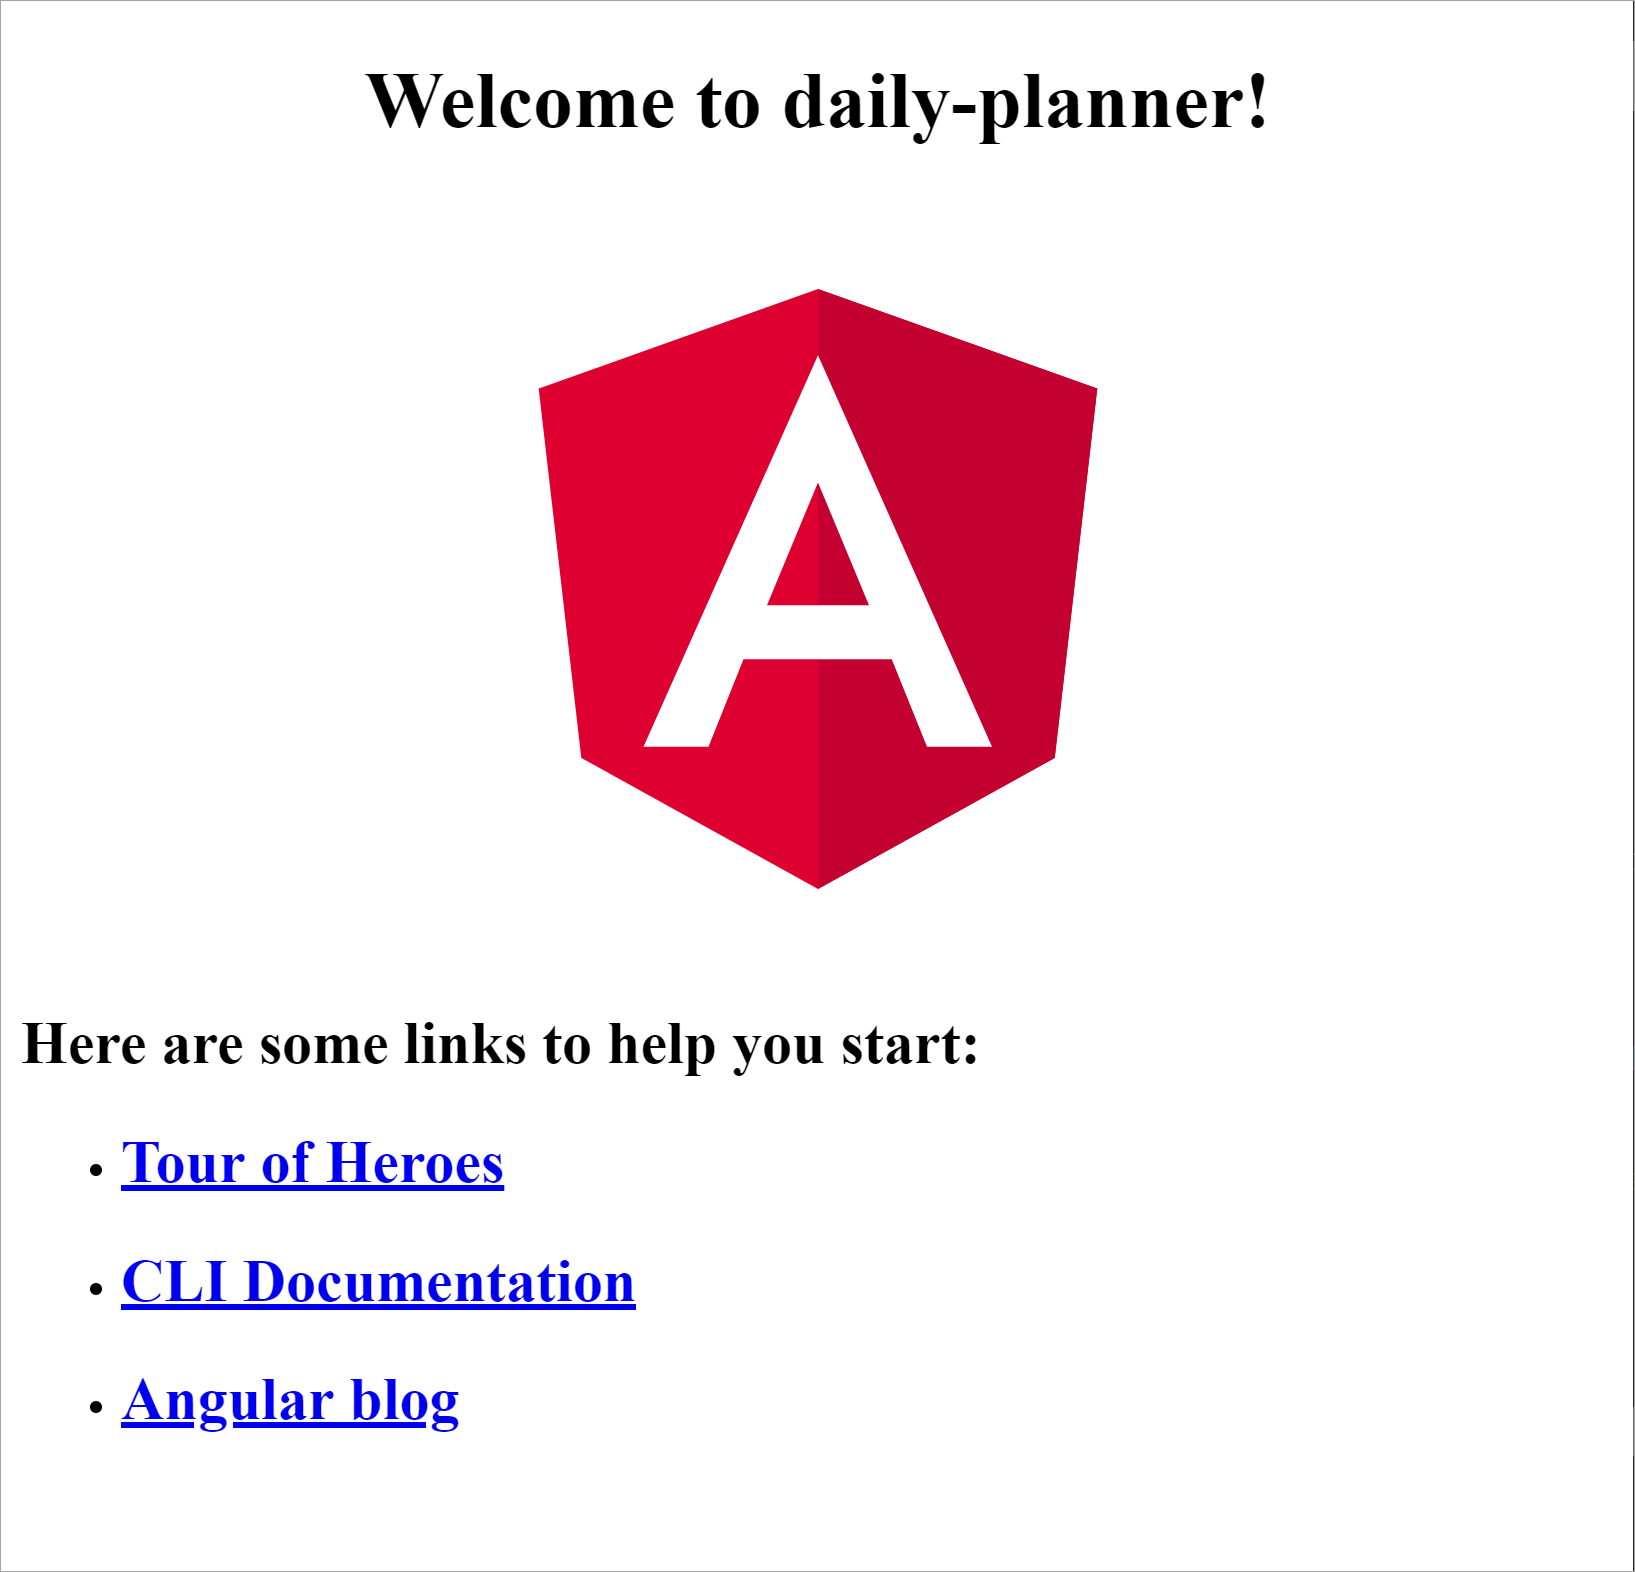 Welcome to daily-planner!
A
Here are some links to help you start:
Tour of Heroes
CLI Documentation
Angular blog